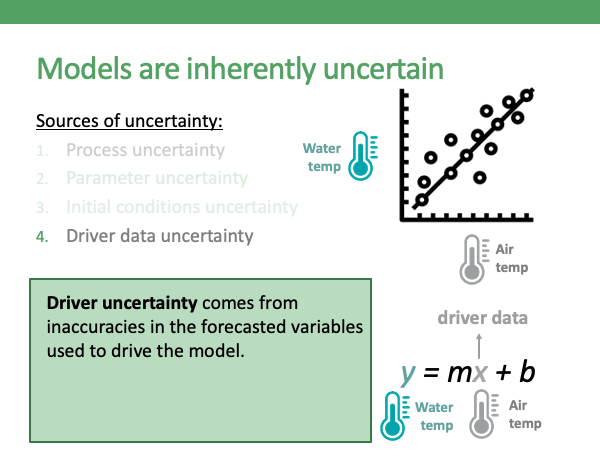 Models are inherently uncertain
Sources of uncertainty:
1. Process uncertainty
2. Parameter uncertainty
3. Initial conditions uncertainty
4. Driver data uncertainty
Water
temp
Air
temp
Driver uncertainty comes from
inaccuracies in the forecasted variables
used to drive the model.
driver data
y = mx + b
Water
temp
Air
temp